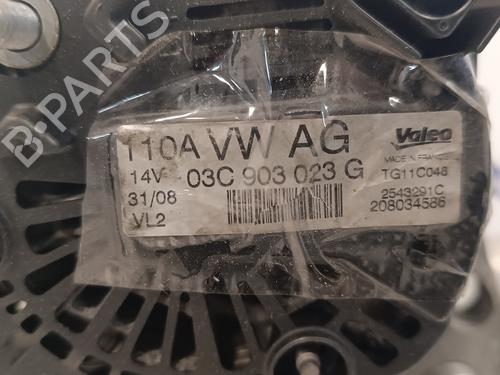 B-PARTS
110A VW AG
Valeo
14V 03C 903 023 G
MADE IN FRANCE
TG11C048
31/08
2543291C
VL2
208034586